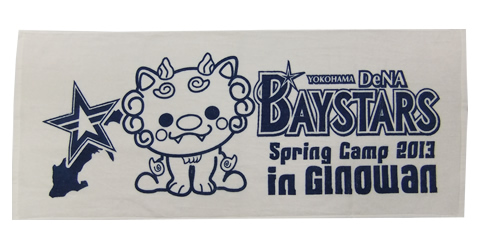 YOKOHAMA DeNA
BAYSTARS
Spring Camp 2013
in GINOWAN